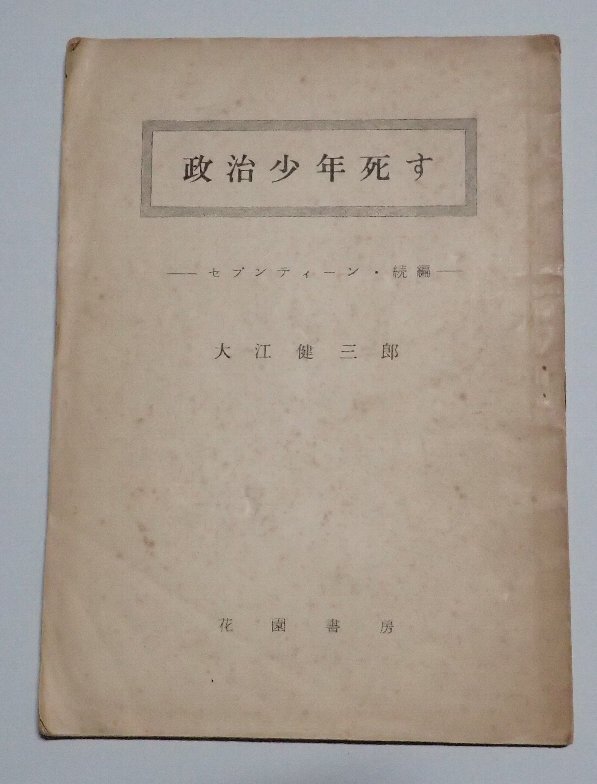 政治少年死す
― セブンティーン・続編 ―
大江健三郎
花園書房